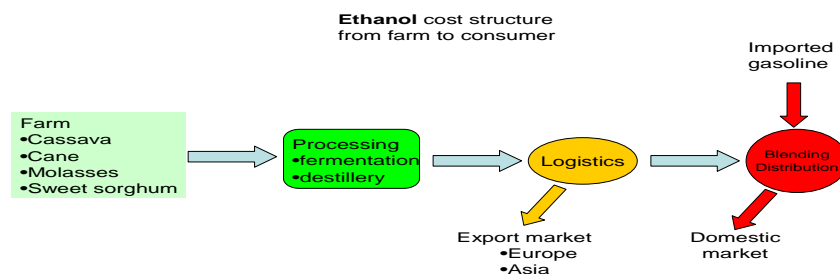 Ethanol cost structure
from farm to consumer
Imported
gasoline
Farm
•Cassava
•Cane
•Molasses
•Sweet sorghum
Processing
•fermentation
•destillery
Logistics
Blending
Distribution
Export market
•Europe
•Asia
Domestic
market